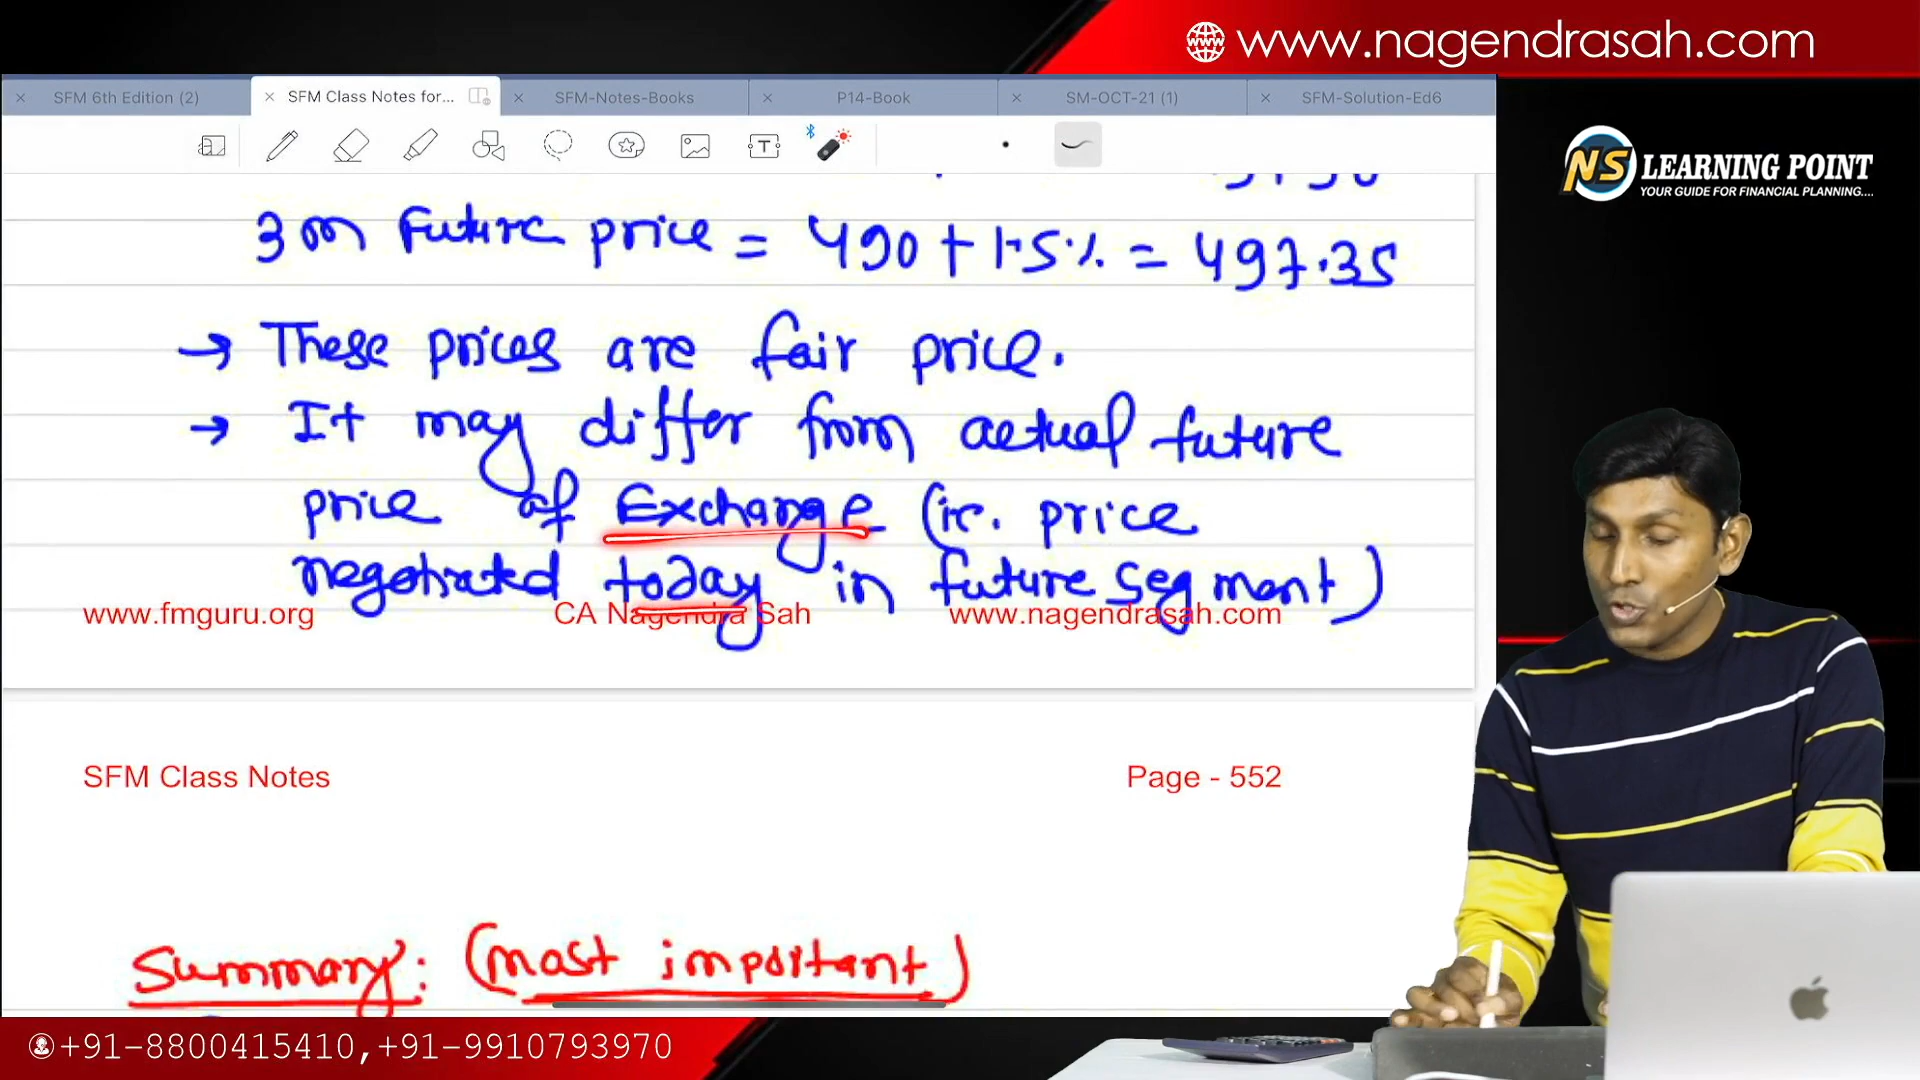 www.nagendrasah.com
SFM 6th Edition (2)
SFM Class Notes for...
SFM-Notes-Books
P14-Book
SM-OCT-21 (1)
SFM-Solution-Ed6
T
NS LEARNING POINT
YOUR GUIDE FOR FINANCIAL PLANNING....
3m Future price = 490 + 1.5% = 497.35
→ These prices are fair price.
→ It may differ from actual future
price of Exchange (ie. price
negotiated today in future segment)
www.fmguru.org CA Nagendra Sah www.nagendrasah.com
SFM Class Notes Page - 552
Summary: (most important)
+91-8800415410,+91-9910793970